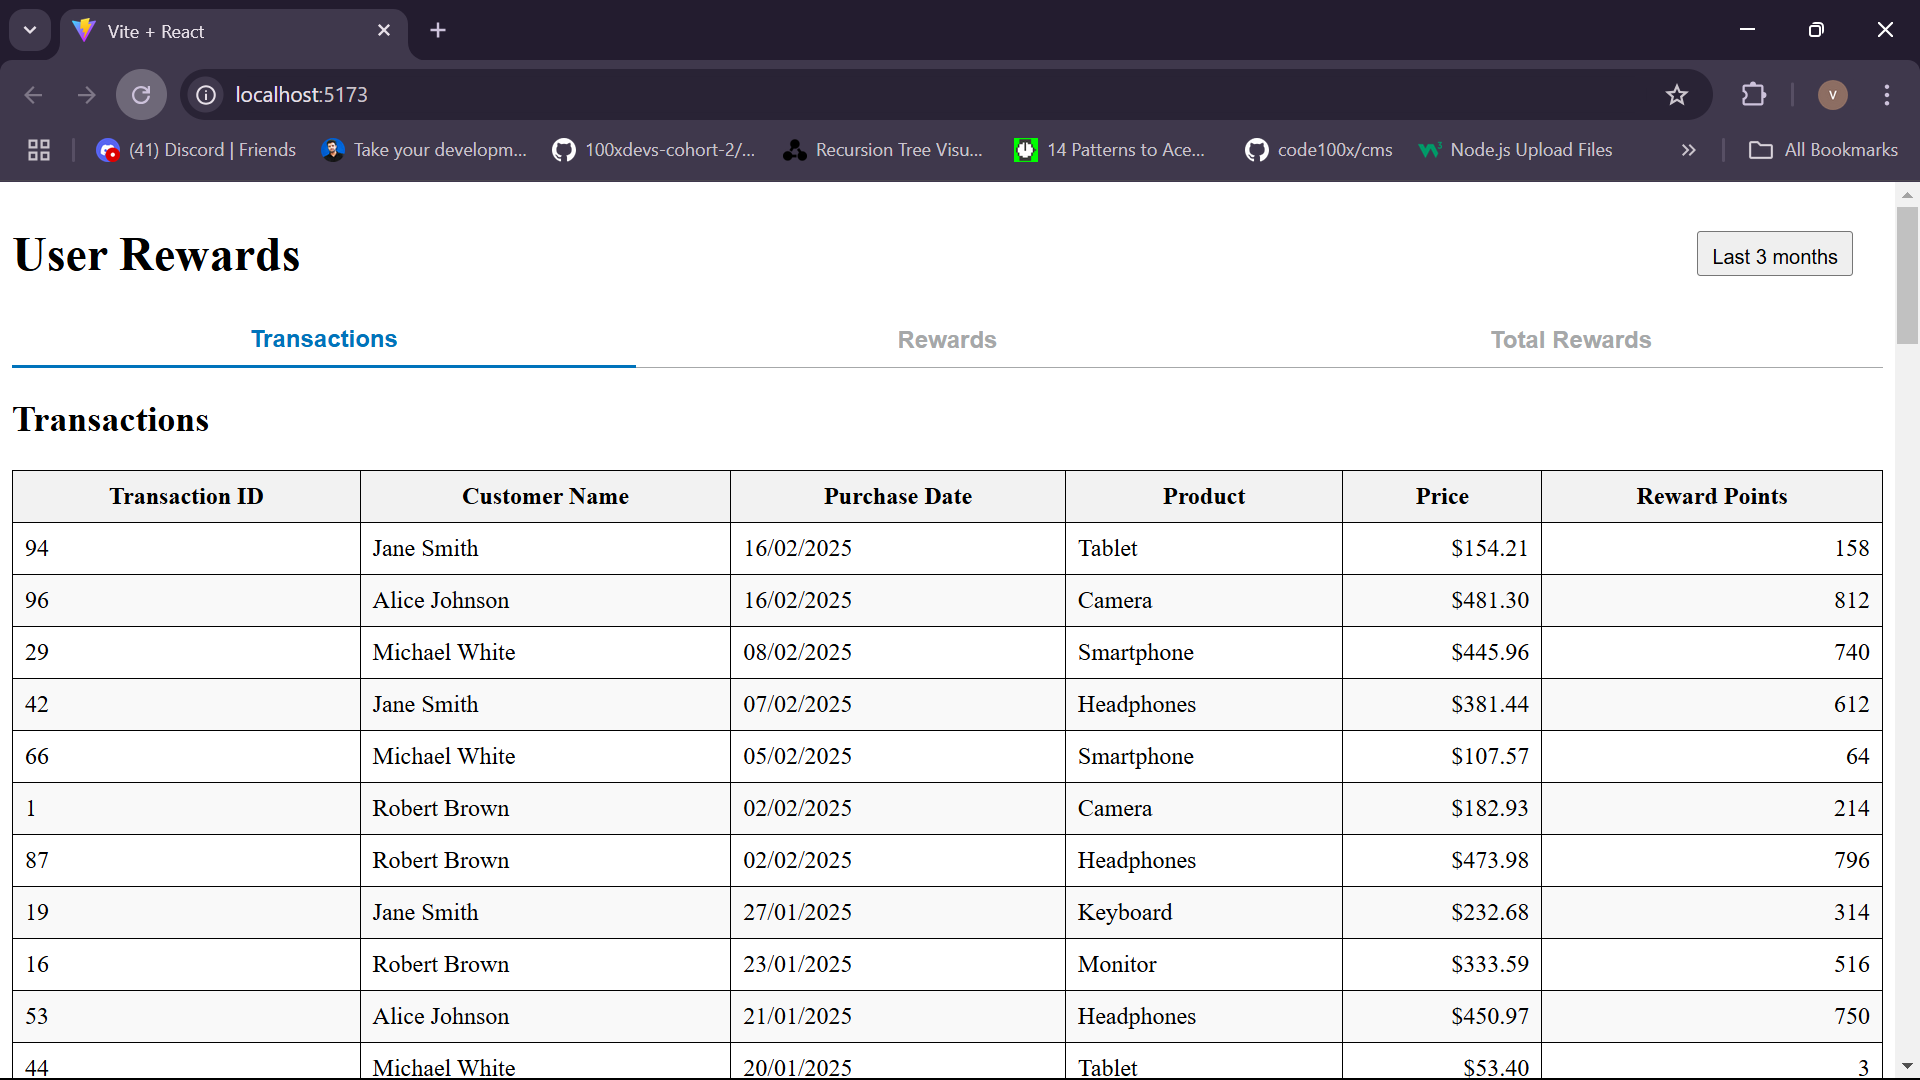 Vite + React
localhost:5173
V
(41) Discord | Friends Take your developm... 100xdevs-cohort-2/... Recursion Tree Visu... 14 Patterns to Ace... code100x/cms Node.js Upload Files All Bookmarks
User Rewards Last 3 months
Transactions Rewards Total Rewards
Transactions
Transaction ID Customer Name Purchase Date Product Price Reward Points
94 Jane Smith 16/02/2025 Tablet $154.21 158
96 Alice Johnson 16/02/2025 Camera $481.30 812
29 Michael White 08/02/2025 Smartphone $445.96 740
42 Jane Smith 07/02/2025 Headphones $381.44 612
66 Michael White 05/02/2025 Smartphone $107.57 64
1 Robert Brown 02/02/2025 Camera $182.93 214
87 Robert Brown 02/02/2025 Headphones $473.98 796
19 Jane Smith 27/01/2025 Keyboard $232.68 314
16 Robert Brown 23/01/2025 Monitor $333.59 516
53 Alice Johnson 21/01/2025 Headphones $450.97 750
44 Michael White 20/01/2025 Tablet $53.40 3